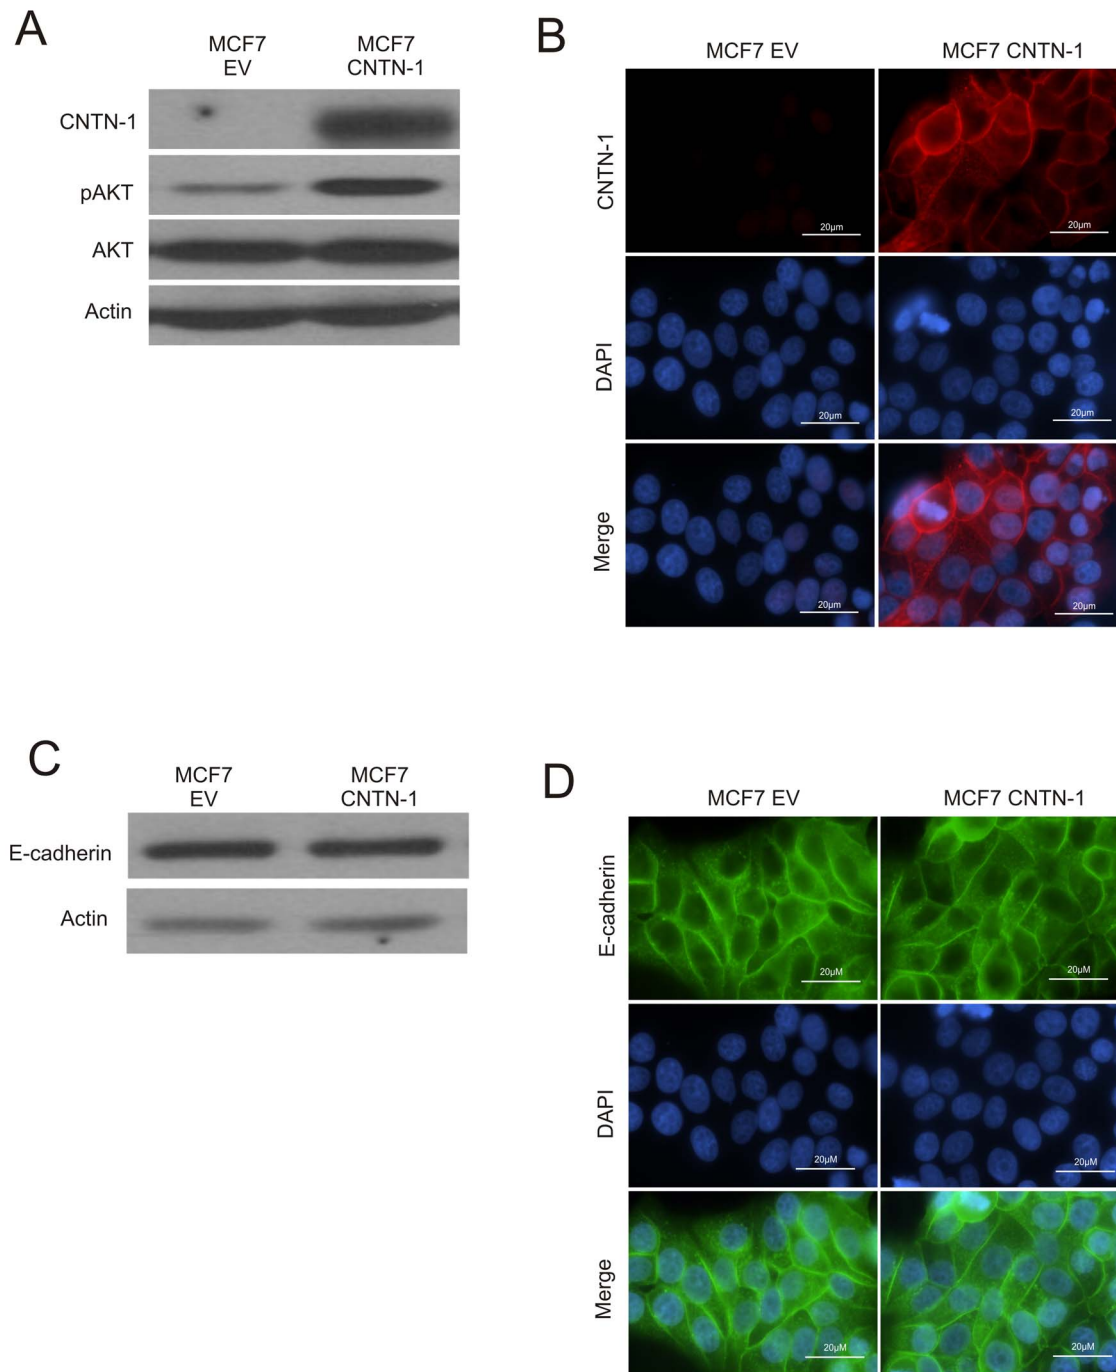 A
MCF7
EV
MCF7
CNTN-1
CNTN-1
pAKT
AKT
Actin
B
MCF7 EV
MCF7 CNTN-1
CNTN-1
20µm
20µm
DAPI
20µm
20µm
Merge
20µm
20µm
C
MCF7
EV
MCF7
CNTN-1
E-cadherin
Actin
D
MCF7 EV
MCF7 CNTN-1
E-cadherin
20µM
20µM
DAPI
20µM
20µM
Merge
20µM
20µM